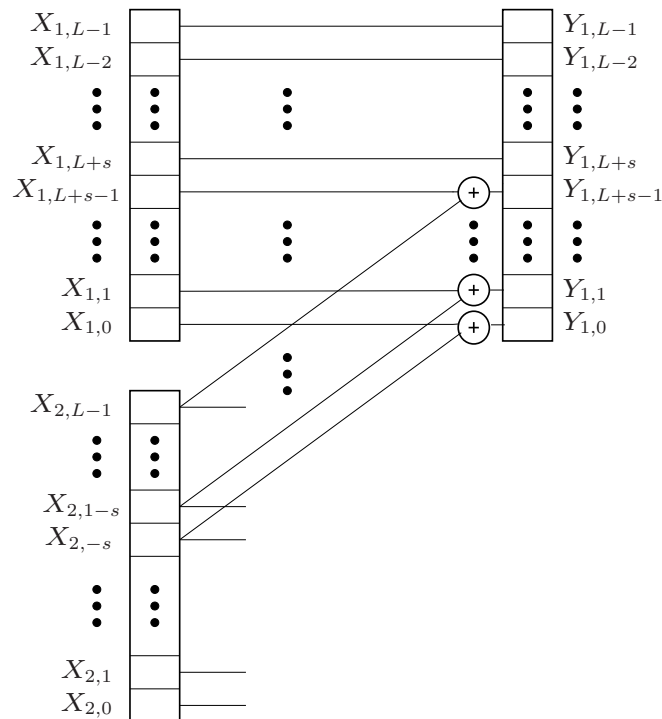 X_{1,L-1} Y_{1,L-1}
X_{1,L-2} Y_{1,L-2}
X_{1,L+s} Y_{1,L+s}
X_{1,L+s-1} + Y_{1,L+s-1}
X_{1,1} + Y_{1,1}
X_{1,0} + Y_{1,0}
X_{2,L-1}
X_{2,1-s}
X_{2,-s}
X_{2,1}
X_{2,0}